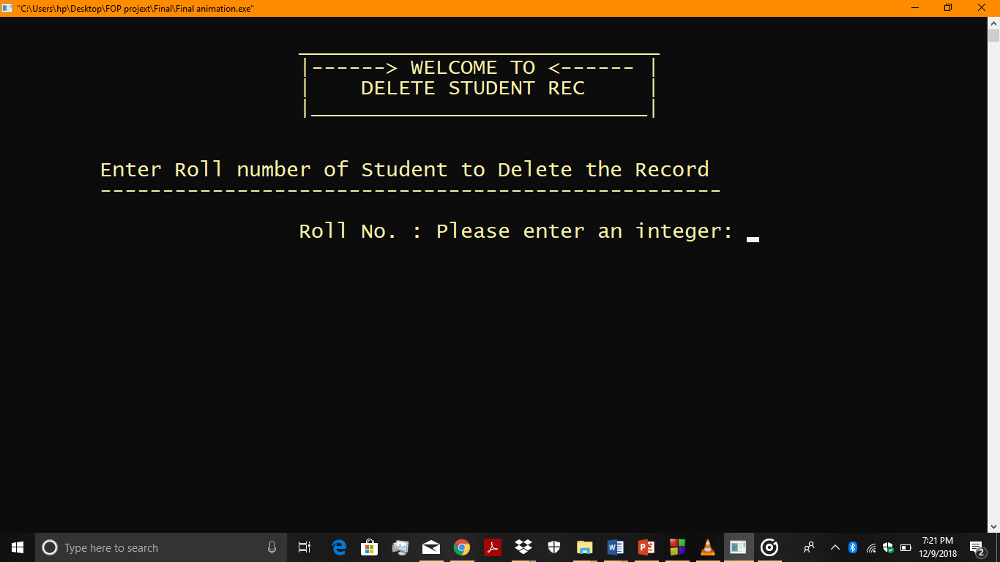 "C:\Users\hp\Desktop\FOP projext\Final\Final animation.exe"
______________________________
|------> WELCOME TO <------ |
| DELETE STUDENT REC |
|___________________________|
Enter Roll number of Student to Delete the Record
--------------------------------------------------
Roll No. : Please enter an integer: _
Type here to search
7:21 PM
12/9/2018
2